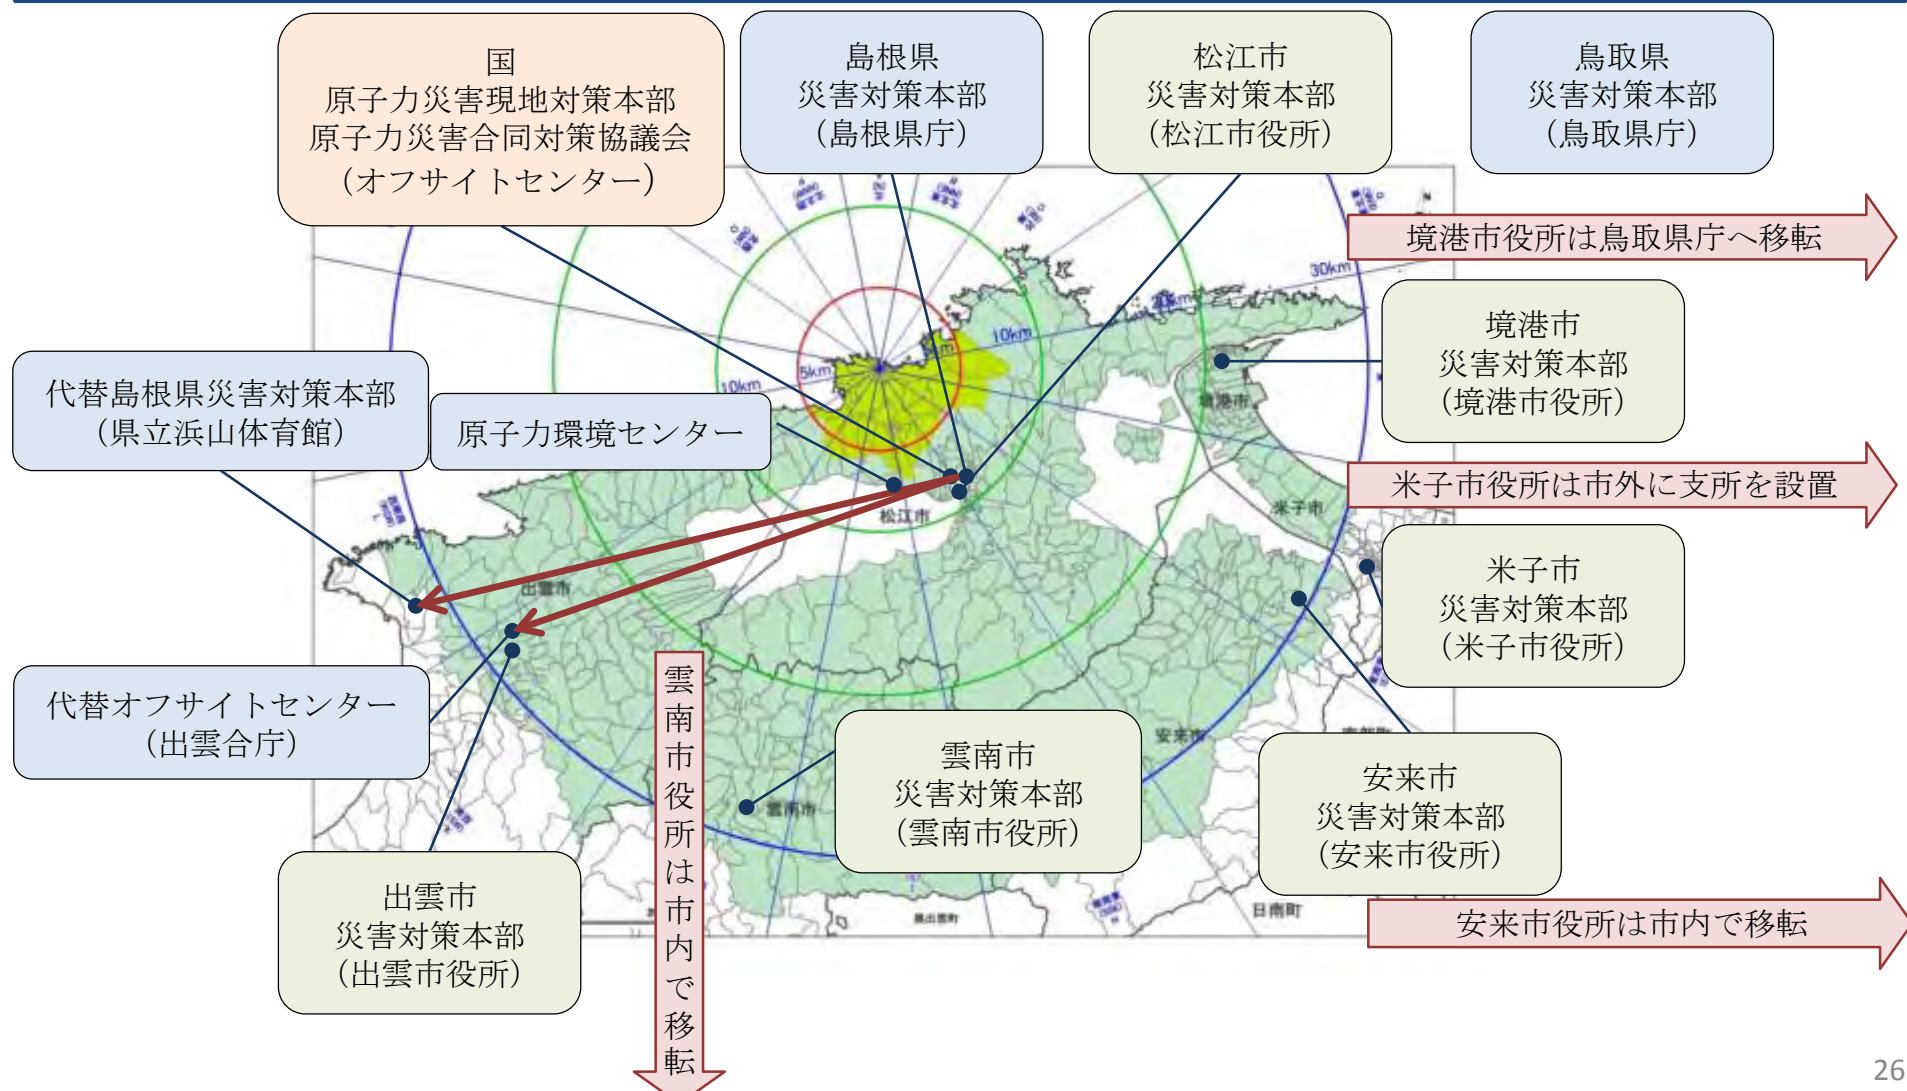 国
原子力災害現地対策本部
原子力災害合同対策協議会
（オフサイトセンター）
島根県
災害対策本部
（島根県庁）
松江市
災害対策本部
（松江市役所）
鳥取県
災害対策本部
（鳥取県庁）
境港市役所は鳥取県庁へ移転
30km
20km
10km
境港市
災害対策本部
（境港市役所）
5km
10km
代替島根県災害対策本部
（県立浜山体育館）
原子力環境センター
境港市
米子市役所は市外に支所を設置
米子市
松江市
出雲市
米子市
災害対策本部
（米子市役所）
代替オフサイトセンター
（出雲合庁）
雲南市役所は市内で移転
雲南市
災害対策本部
（雲南市役所）
安来市
雲南市
安来市
災害対策本部
（安来市役所）
出雲市
災害対策本部
（出雲市役所）
奥出雲町
日南町
安来市役所は市内で移転
26